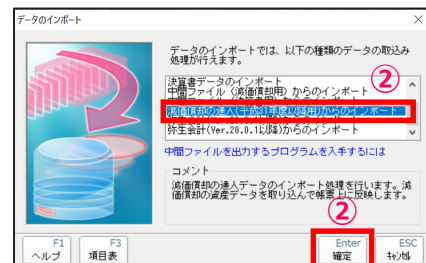 データのインポート
データのインポートでは、以下の種類のデータの取込み
処理が行えます。
②
決算書データのインポート
中間ファイル（減価償却用）からのインポート
減価償却の達人(平成31年度以降用)からのインポート
弥生会計(Ver.28.0.1以降)からのインポート
中間ファイルを出力するプログラムを入手するには
コメント
減価償却の達人データのインポート処理を行います。減
価償却の資産データを取り込んで帳票上に反映します。
②
F1 F3 Enter ESC
ヘルプ 項目表 確定 ｷｬﾝｾﾙ